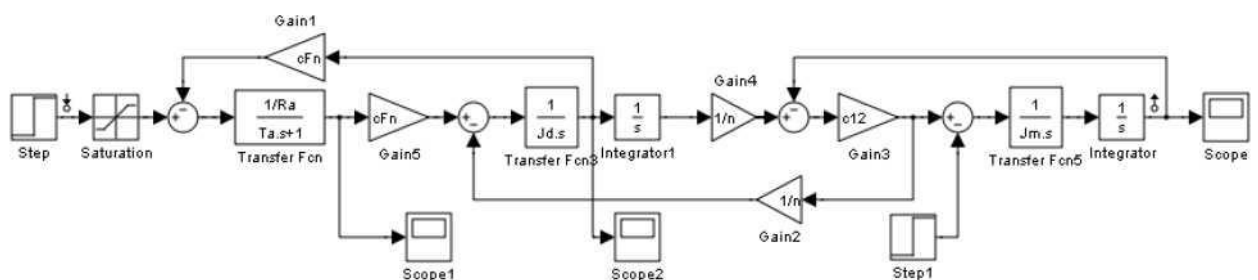 Gain1
cFn
Step
Saturation
1/Ra
Ta.s+1
Transfer Fcn
cFn
Gain5
1
Jd.s
Transfer Fcn3
1
s
Integrator1
Gain4
1/n
c12
Gain3
1
Jm.s
Transfer Fcn5
1
s
Integrator
Scope
1/n
Gain2
Scope1
Scope2
Step1